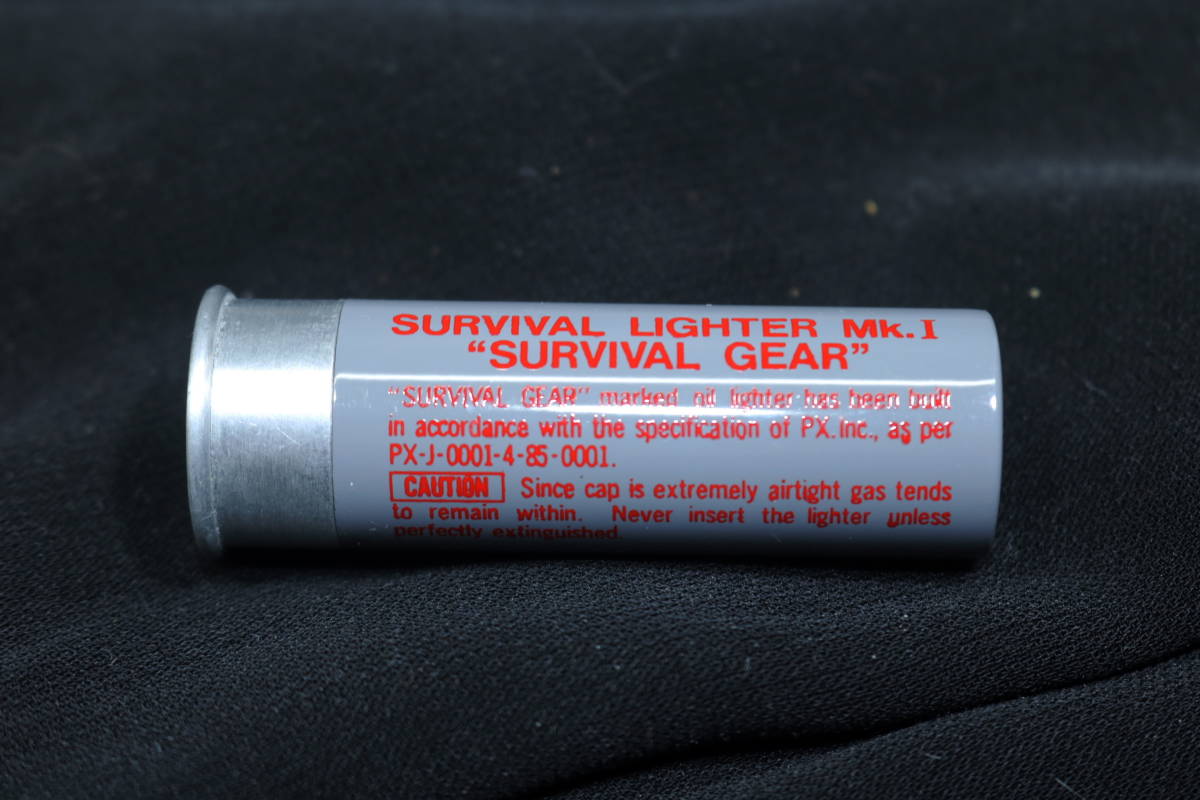 SURVIVAL LIGHTER Mk.I
“SURVIVAL GEAR”
“SURVIVAL GEAR” marked oil lighter has been built
in accordance with the specification of PX.Inc., as per
PX-J-0001-4-85-0001.
CAUTION Since cap is extremely airtight gas tends
to remain within. Never insert the lighter unless
perfectly extinguished.